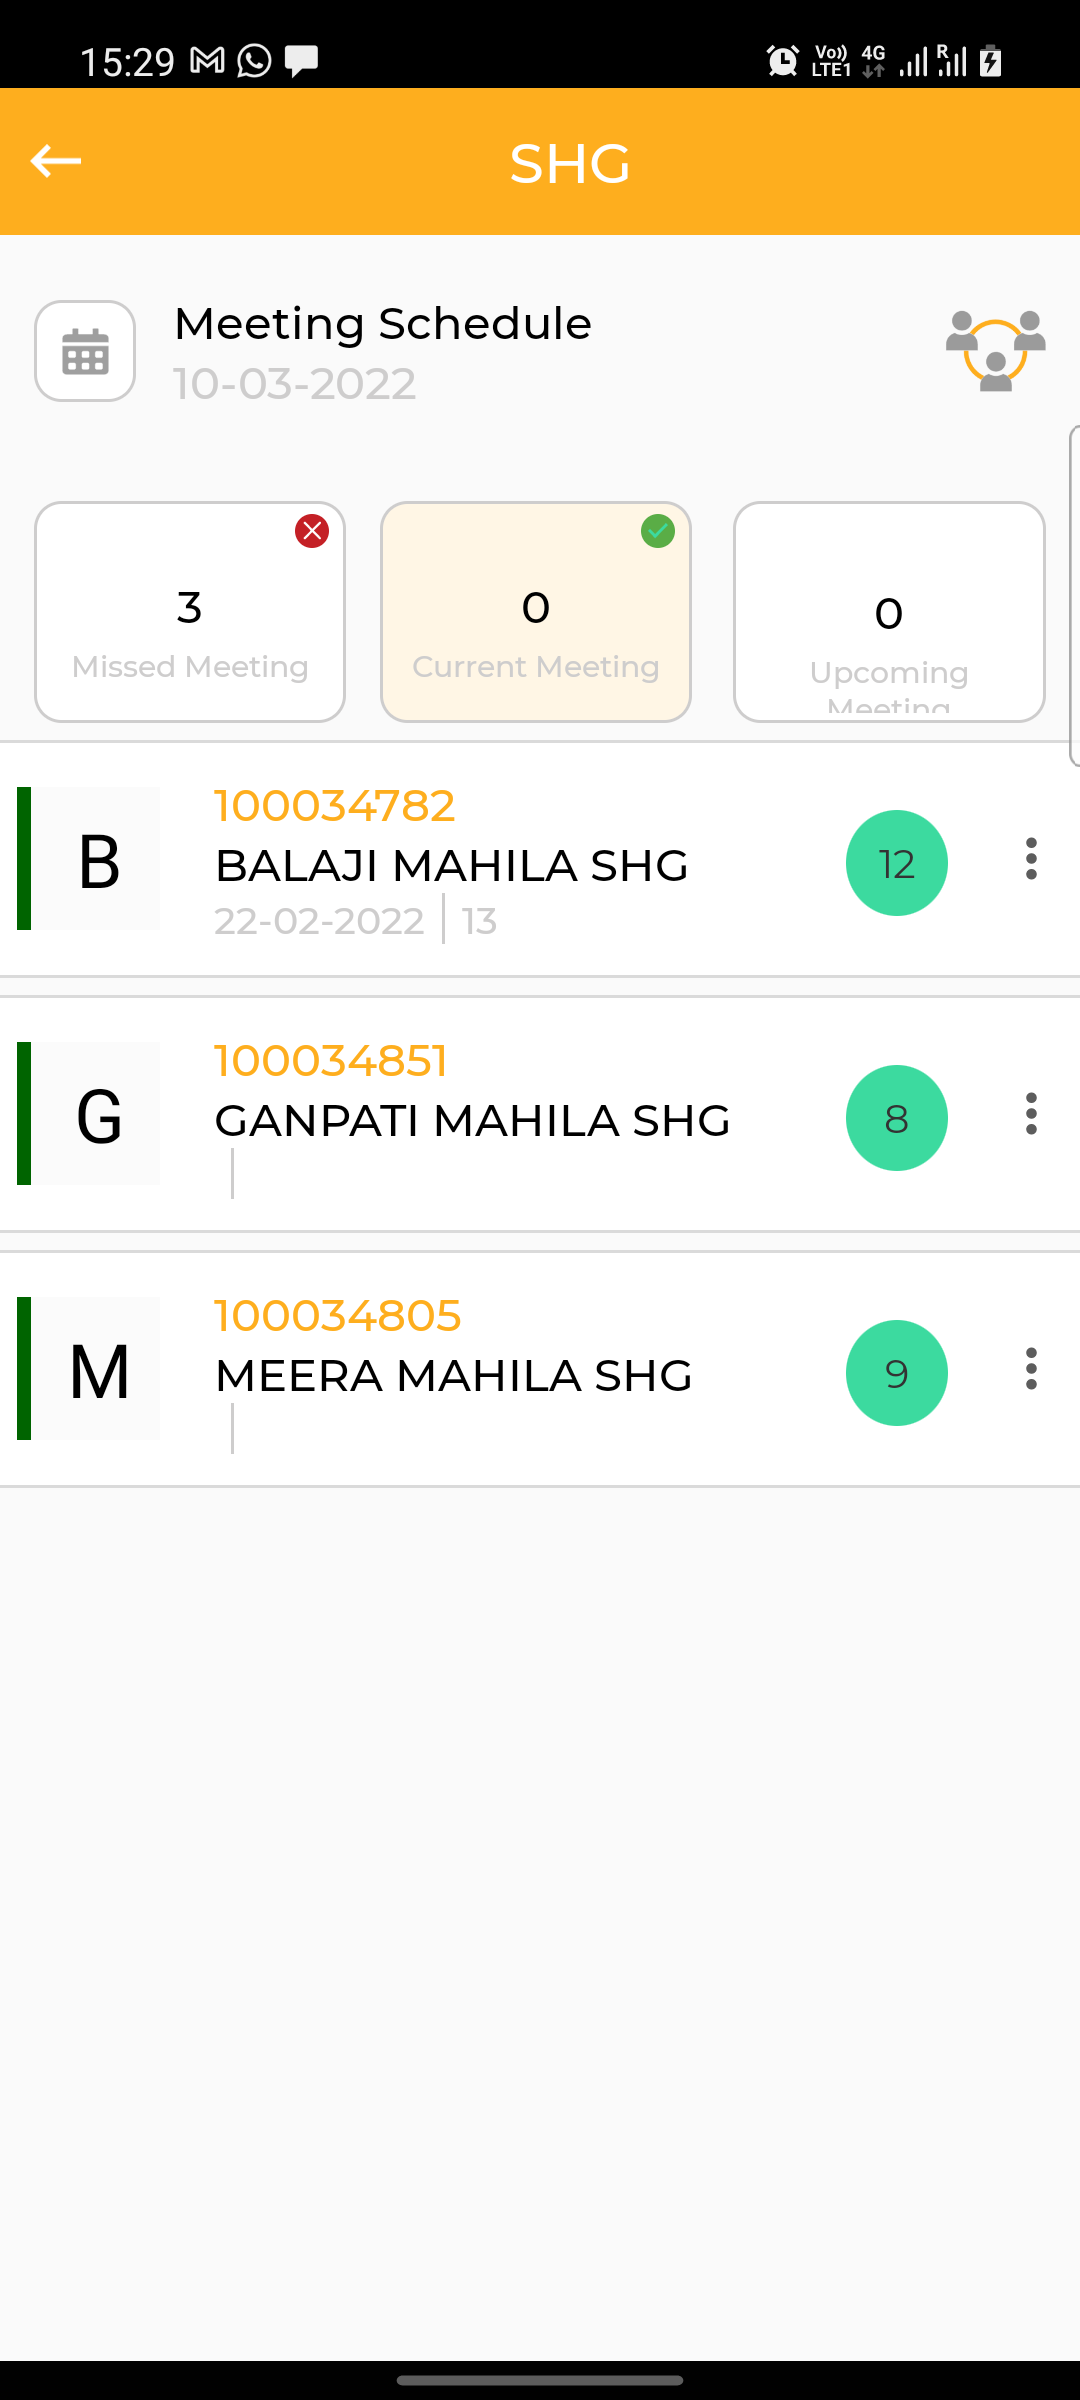 15:29
Vo)) 4G R
LTE1
SHG
Meeting Schedule
10-03-2022
3
Missed Meeting
0
Current Meeting
0
Upcoming
Meeting
B
100034782
BALAJI MAHILA SHG
22-02-2022 | 13
12
G
100034851
GANPATI MAHILA SHG
|
8
M
100034805
MEERA MAHILA SHG
|
9